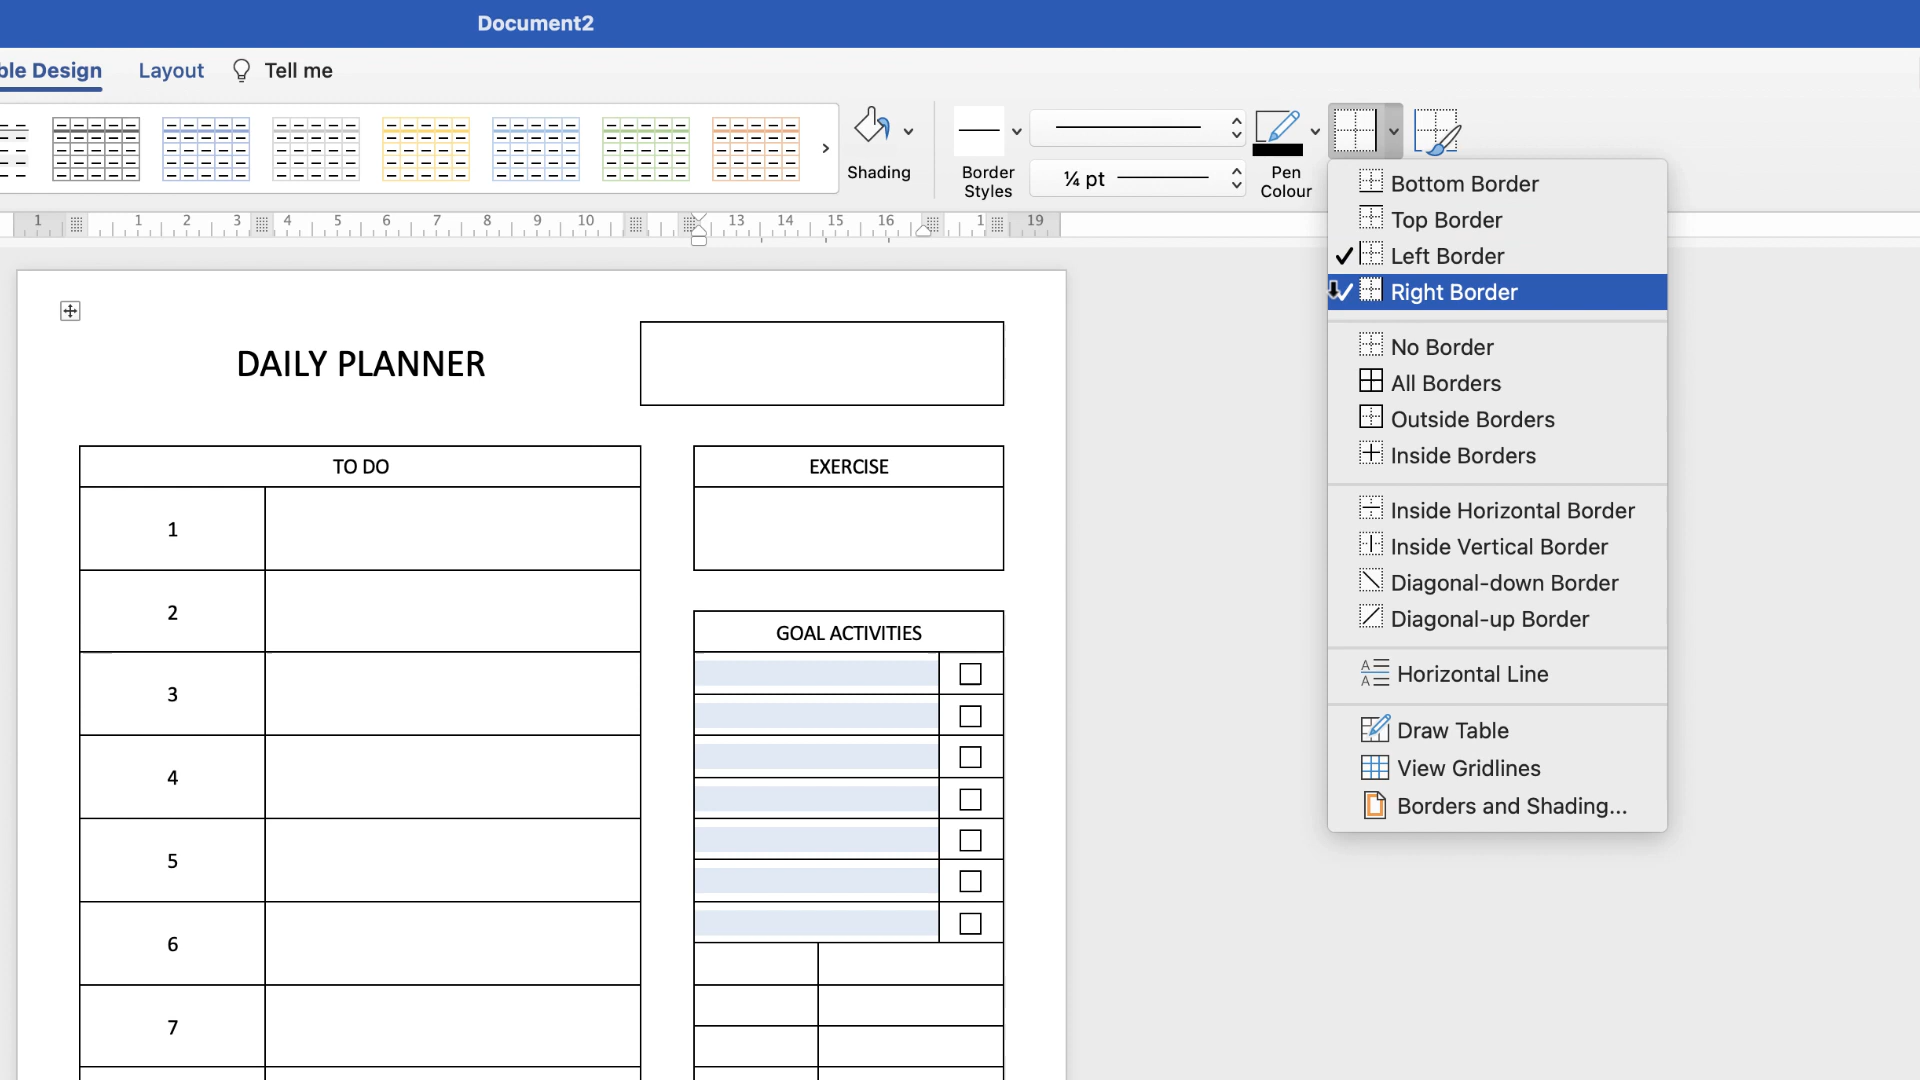 Document2
ble Design
Layout
Tell me
Shading
Border
Styles
¼ pt
Pen
Colour
1 1 2 3 4 5 6 7 8 9 10 13 14 15 16 1 19
Bottom Border
Top Border
Left Border
Right Border
No Border
All Borders
Outside Borders
Inside Borders
Inside Horizontal Border
Inside Vertical Border
Diagonal-down Border
Diagonal-up Border
Horizontal Line
Draw Table
View Gridlines
Borders and Shading...
DAILY PLANNER
TO DO
1
2
3
4
5
6
7
EXERCISE
GOAL ACTIVITIES